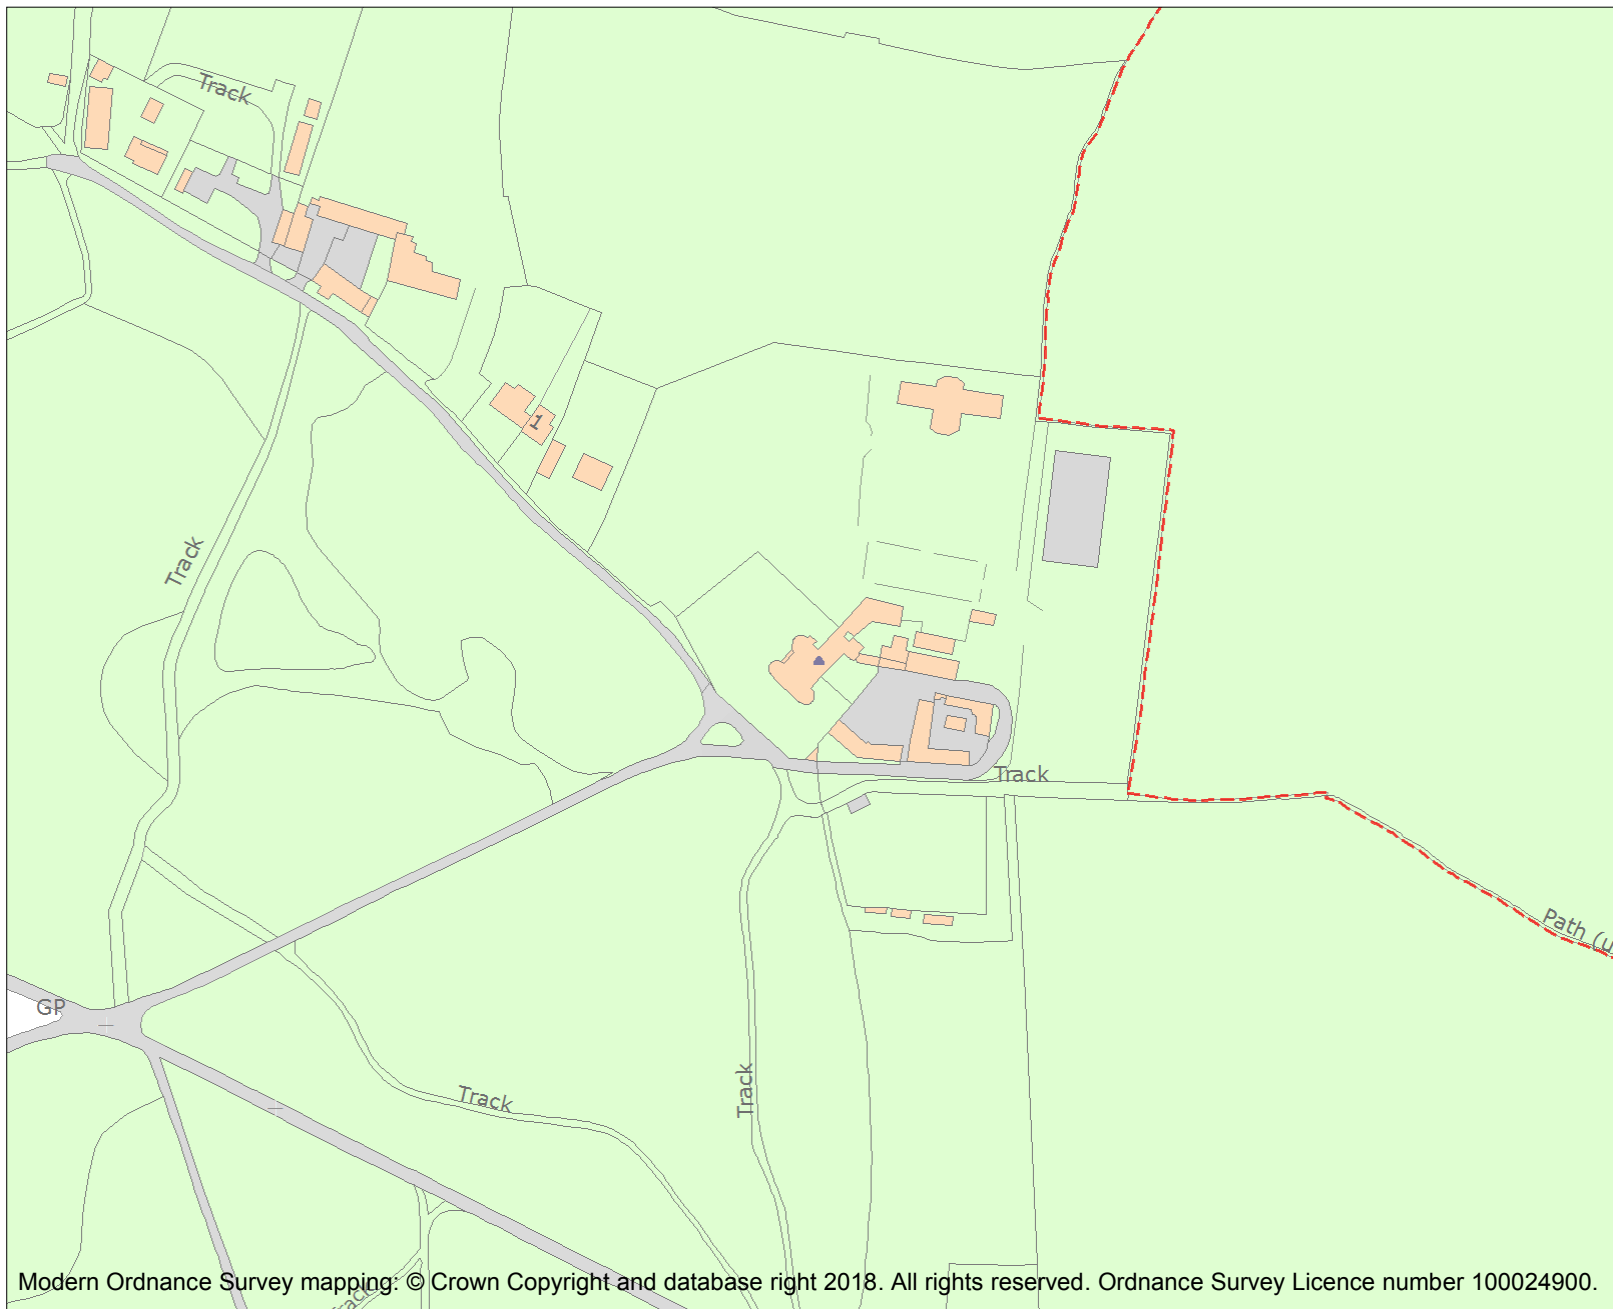 Track
1
Track
Track
Path (u
GP
Track
Track
Track
Modern Ordnance Survey mapping: © Crown Copyright and database right 2018. All rights reserved. Ordnance Survey Licence number 100024900.